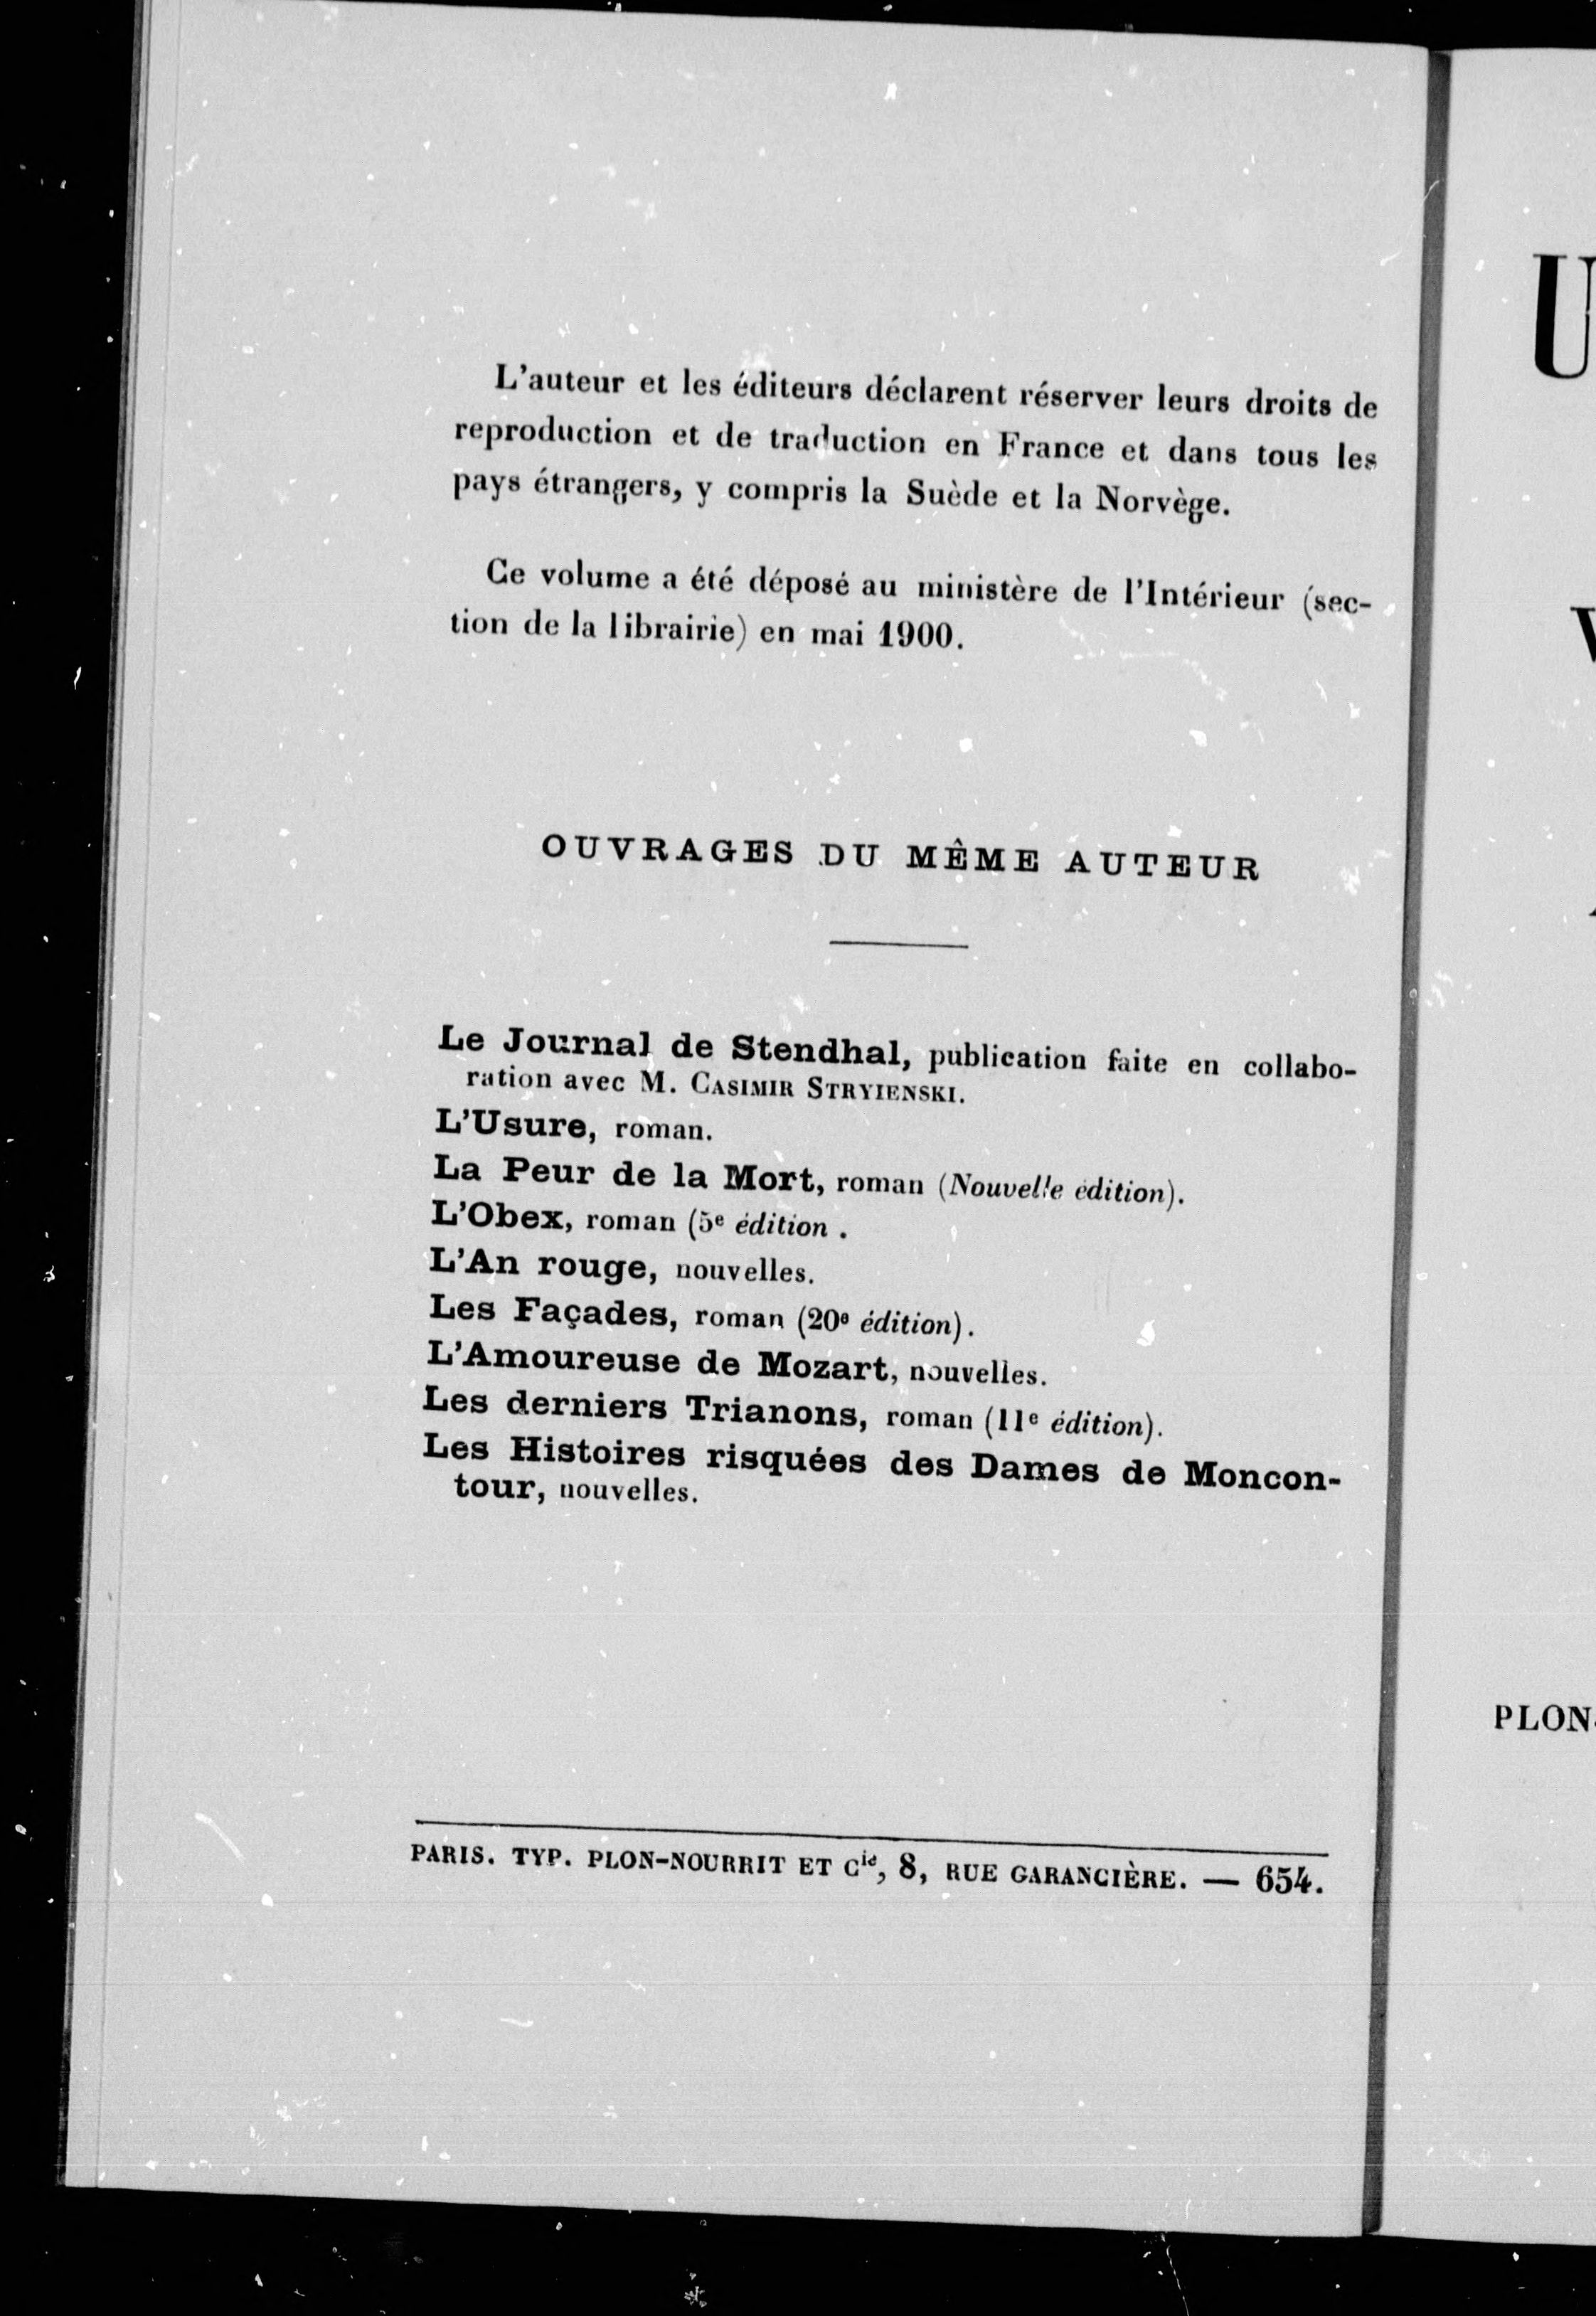 L'auteur et les éditeurs déclarent réserver leurs droits de
reproduction et de traduction en France et dans tous les
pays étrangers, y compris la Suède et la Norvège.
Ce volume a été déposé au ministère de l'Intérieur (sec-
tion de la librairie) en mai 1900.
OUVRAGES DU MÊME AUTEUR
Le Journal de Stendhal, publication faite en collabo-
ration avec M. CASIMIR STRYIENSKI.
L'Usure, roman.
La Peur de la Mort, roman (Nouvelle édition).
L'Obex, roman (5e édition .
L'An rouge, nouvelles.
Les Façades, roman (20e édition).
L'Amoureuse de Mozart, nouvelles.
Les derniers Trianons, roman (11e édition).
Les Histoires risquées des Dames de Moncon-
tour, nouvelles.
PARIS. TYP. PLON-NOURRIT ET Cie, 8, RUE GARANCIÈRE. — 654.
U
PLON-